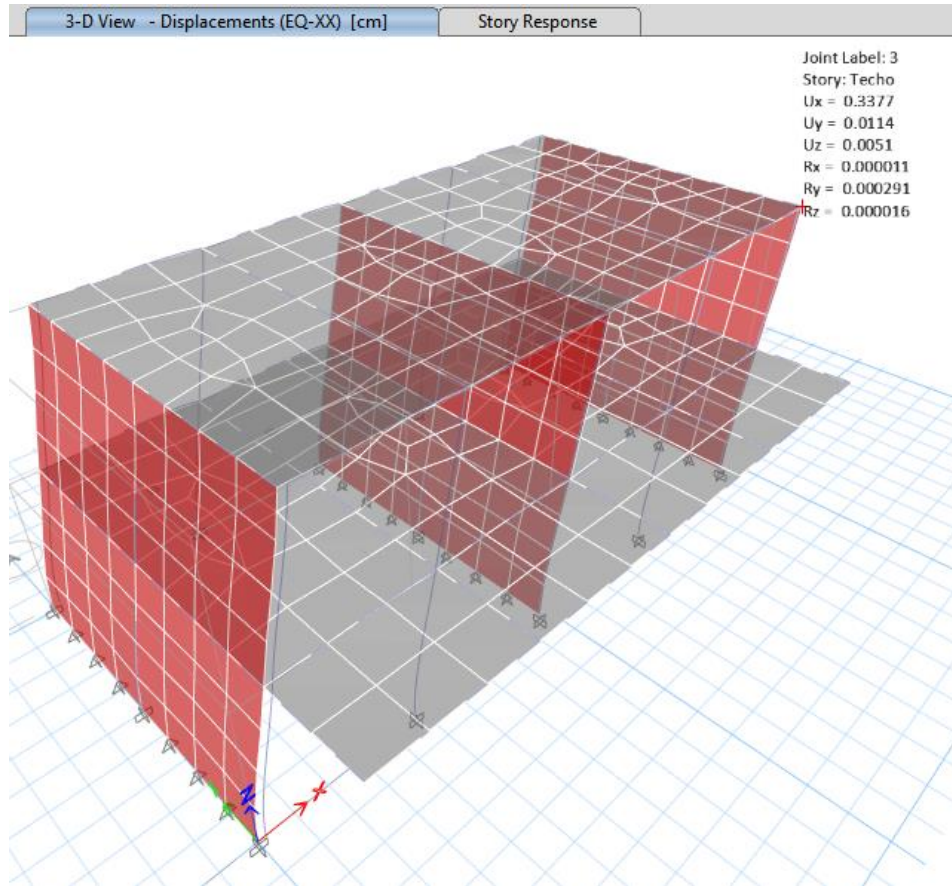 3-D View - Displacements (EQ-XX) [cm]
Story Response
Joint Label: 3
Story: Techo
Ux = 0.3377
Uy = 0.0114
Uz = 0.0051
Rx = 0.000011
Ry = 0.000291
Rz = 0.000016
Z
X